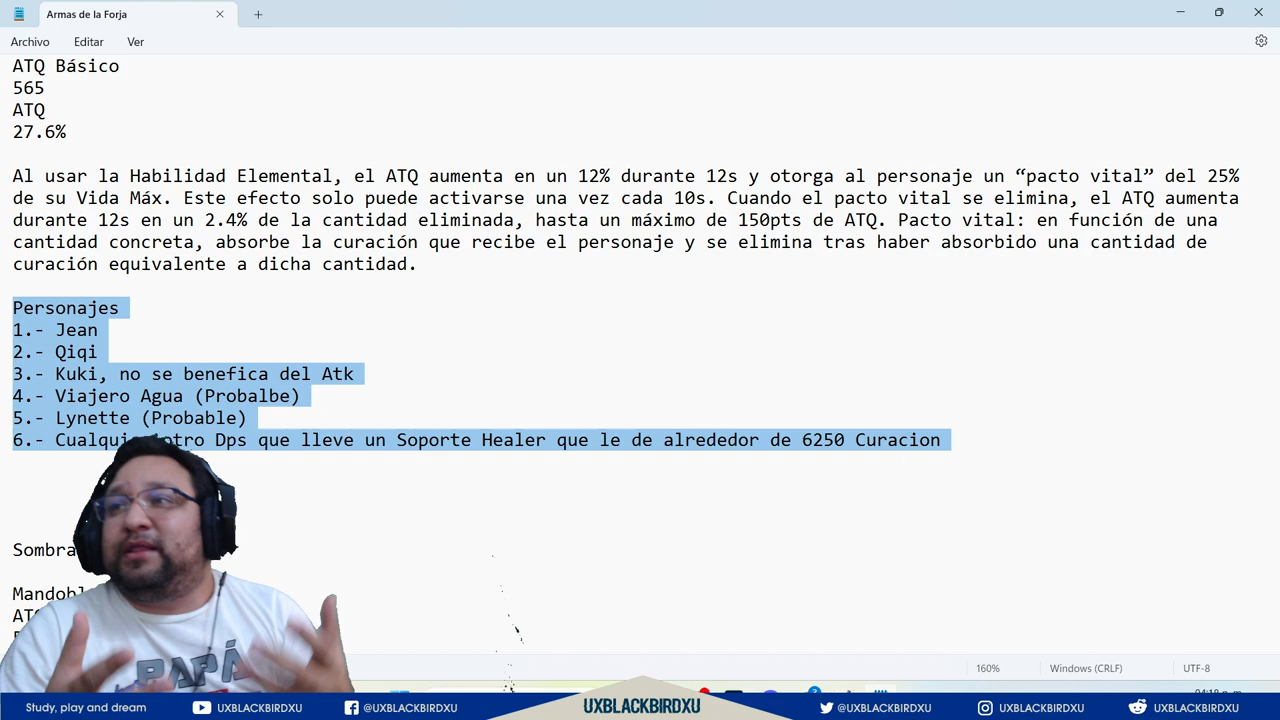 Armas de la Forja
Archivo Editar Ver
ATQ Básico
565
ATQ
27.6%
Al usar la Habilidad Elemental, el ATQ aumenta en un 12% durante 12s y otorga al personaje un “pacto vital” del 25%
de su Vida Máx. Este efecto solo puede activarse una vez cada 10s. Cuando el pacto vital se elimina, el ATQ aumenta
durante 12s en un 2.4% de la cantidad eliminada, hasta un máximo de 150pts de ATQ. Pacto vital: en función de una
cantidad concreta, absorbe la curación que recibe el personaje y se elimina tras haber absorbido una cantidad de
curación equivalente a dicha cantidad.
Personajes
1.- Jean
2.- Qiqi
3.- Kuki, no se benefica del Atk
4.- Viajero Agua (Probalbe)
5.- Lynette (Probable)
6.- Dps que lleve un Soporte Healer que le de alrededor de 6250 Curacion
PAPÁ
160% Windows (CRLF) UTF-8
Study, play and dream UXBLACKBIRDXU @UXBLACKBIRDXU UXBLACKBIRDXU @UXBLACKBIRDXU UXBLACKBIRDXU UXBLACKBIRDXU